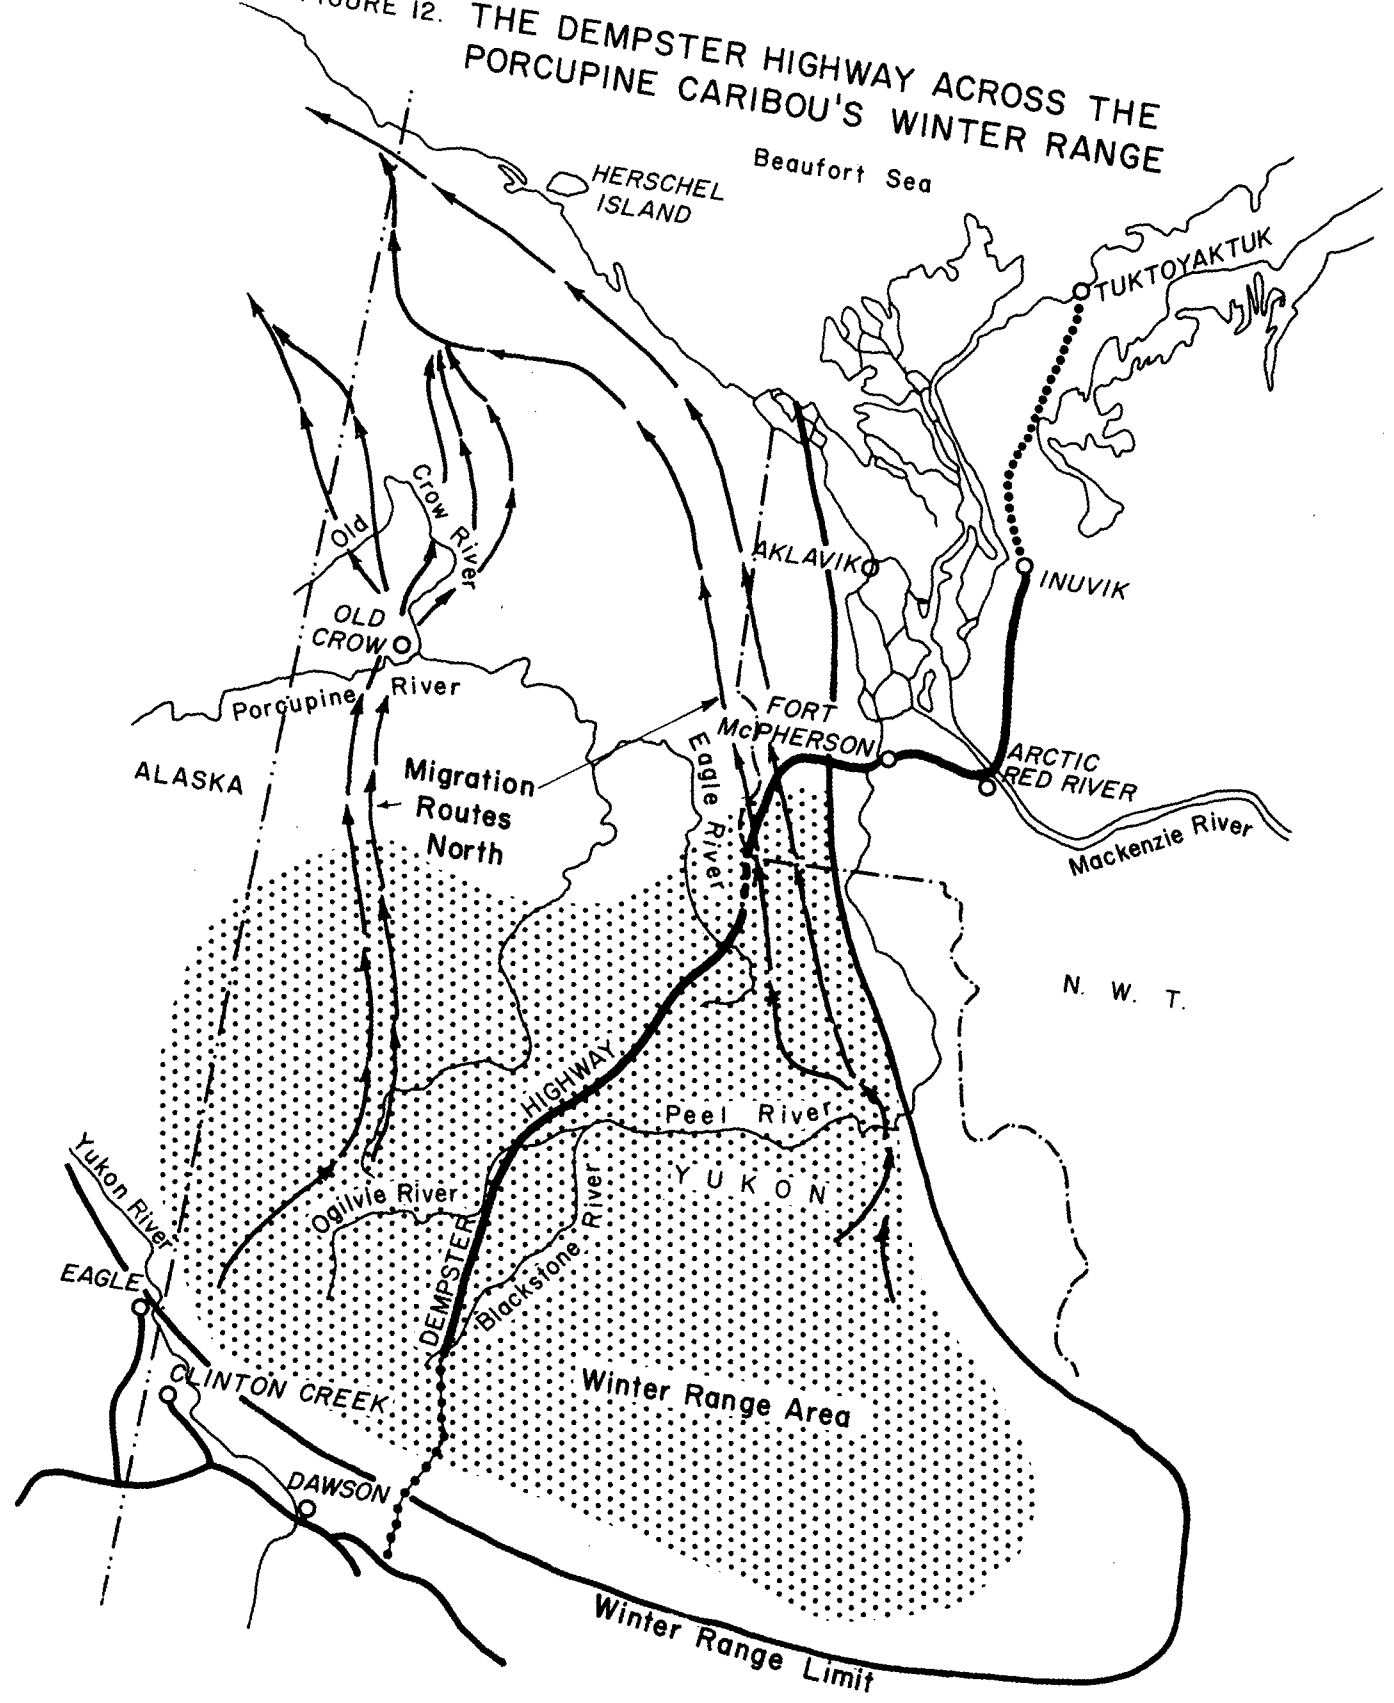 FIGURE 12. THE DEMPSTER HIGHWAY ACROSS THE
PORCUPINE CARIBOU'S WINTER RANGE
Beaufort Sea
HERSCHEL
ISLAND
TUKTOYAKTUK
Old Crow River
AKLAVIK
INUVIK
OLD
CROW
Porcupine River
FORT
McPHERSON
ARCTIC
RED RIVER
ALASKA
Migration
Routes
North
Eagle River
Mackenzie River
N. W. T.
HIGHWAY
Peel River
YUKON
Yukon River
Ogilvie River
Blackstone River
DEMPSTER
EAGLE
CLINTON CREEK
Winter Range Area
DAWSON
Winter Range Limit